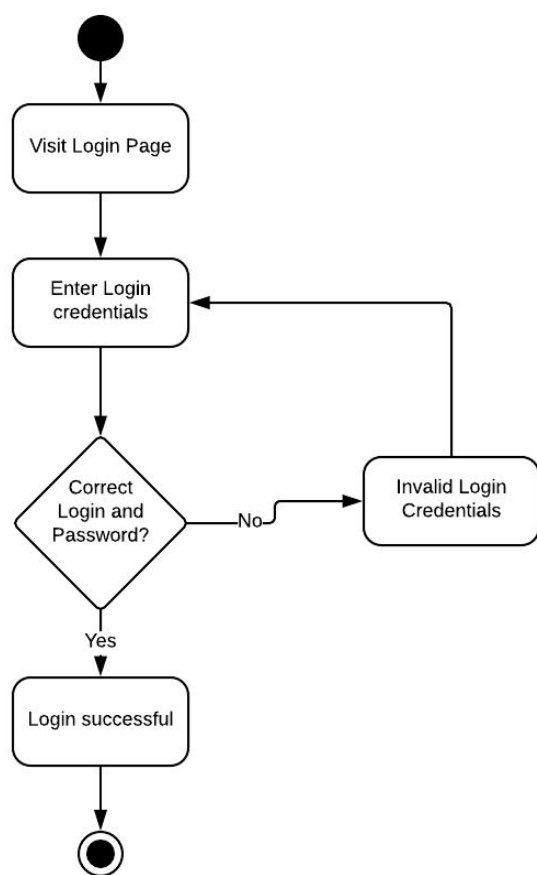 Visit Login Page
Enter Login
credentials
Correct
Login and
Password?
No
Invalid Login
Credentials
Yes
Login successful